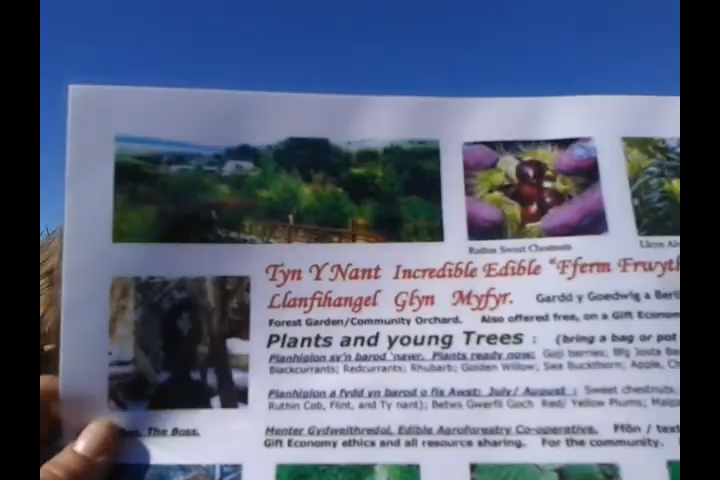 Ruthin Sweet Chestnuts
Tyn Y Nant Incredible Edible "Fferm Frwyth
Llanfihangel Glyn Myfyr. Gardd y Goedwig a
Forest Garden/Community Orchard. Also offered free, on a Gift Econom
Plants and young Trees : (bring a bag or pot
Planhigion sy'n barod 'nawr. Plants ready now: Goji berries; Big Josta
Blackcurrants; Redcurrants; Rhubarb; Golden Willow; Sea Buckthorn; Apple,
Planhigion a fydd yn barod o fis Awst: July/ August : Sweet chestnuts;
Ruthin Cob, Flint, and Ty nant); Betws Gwerfil Goch Red/ Yellow Plums;
The Boss.
Menter Gydweithredol, Edible Agroforestry Co-operative. Ffôn / text
Gift Economy ethics and all resource sharing. For the community.